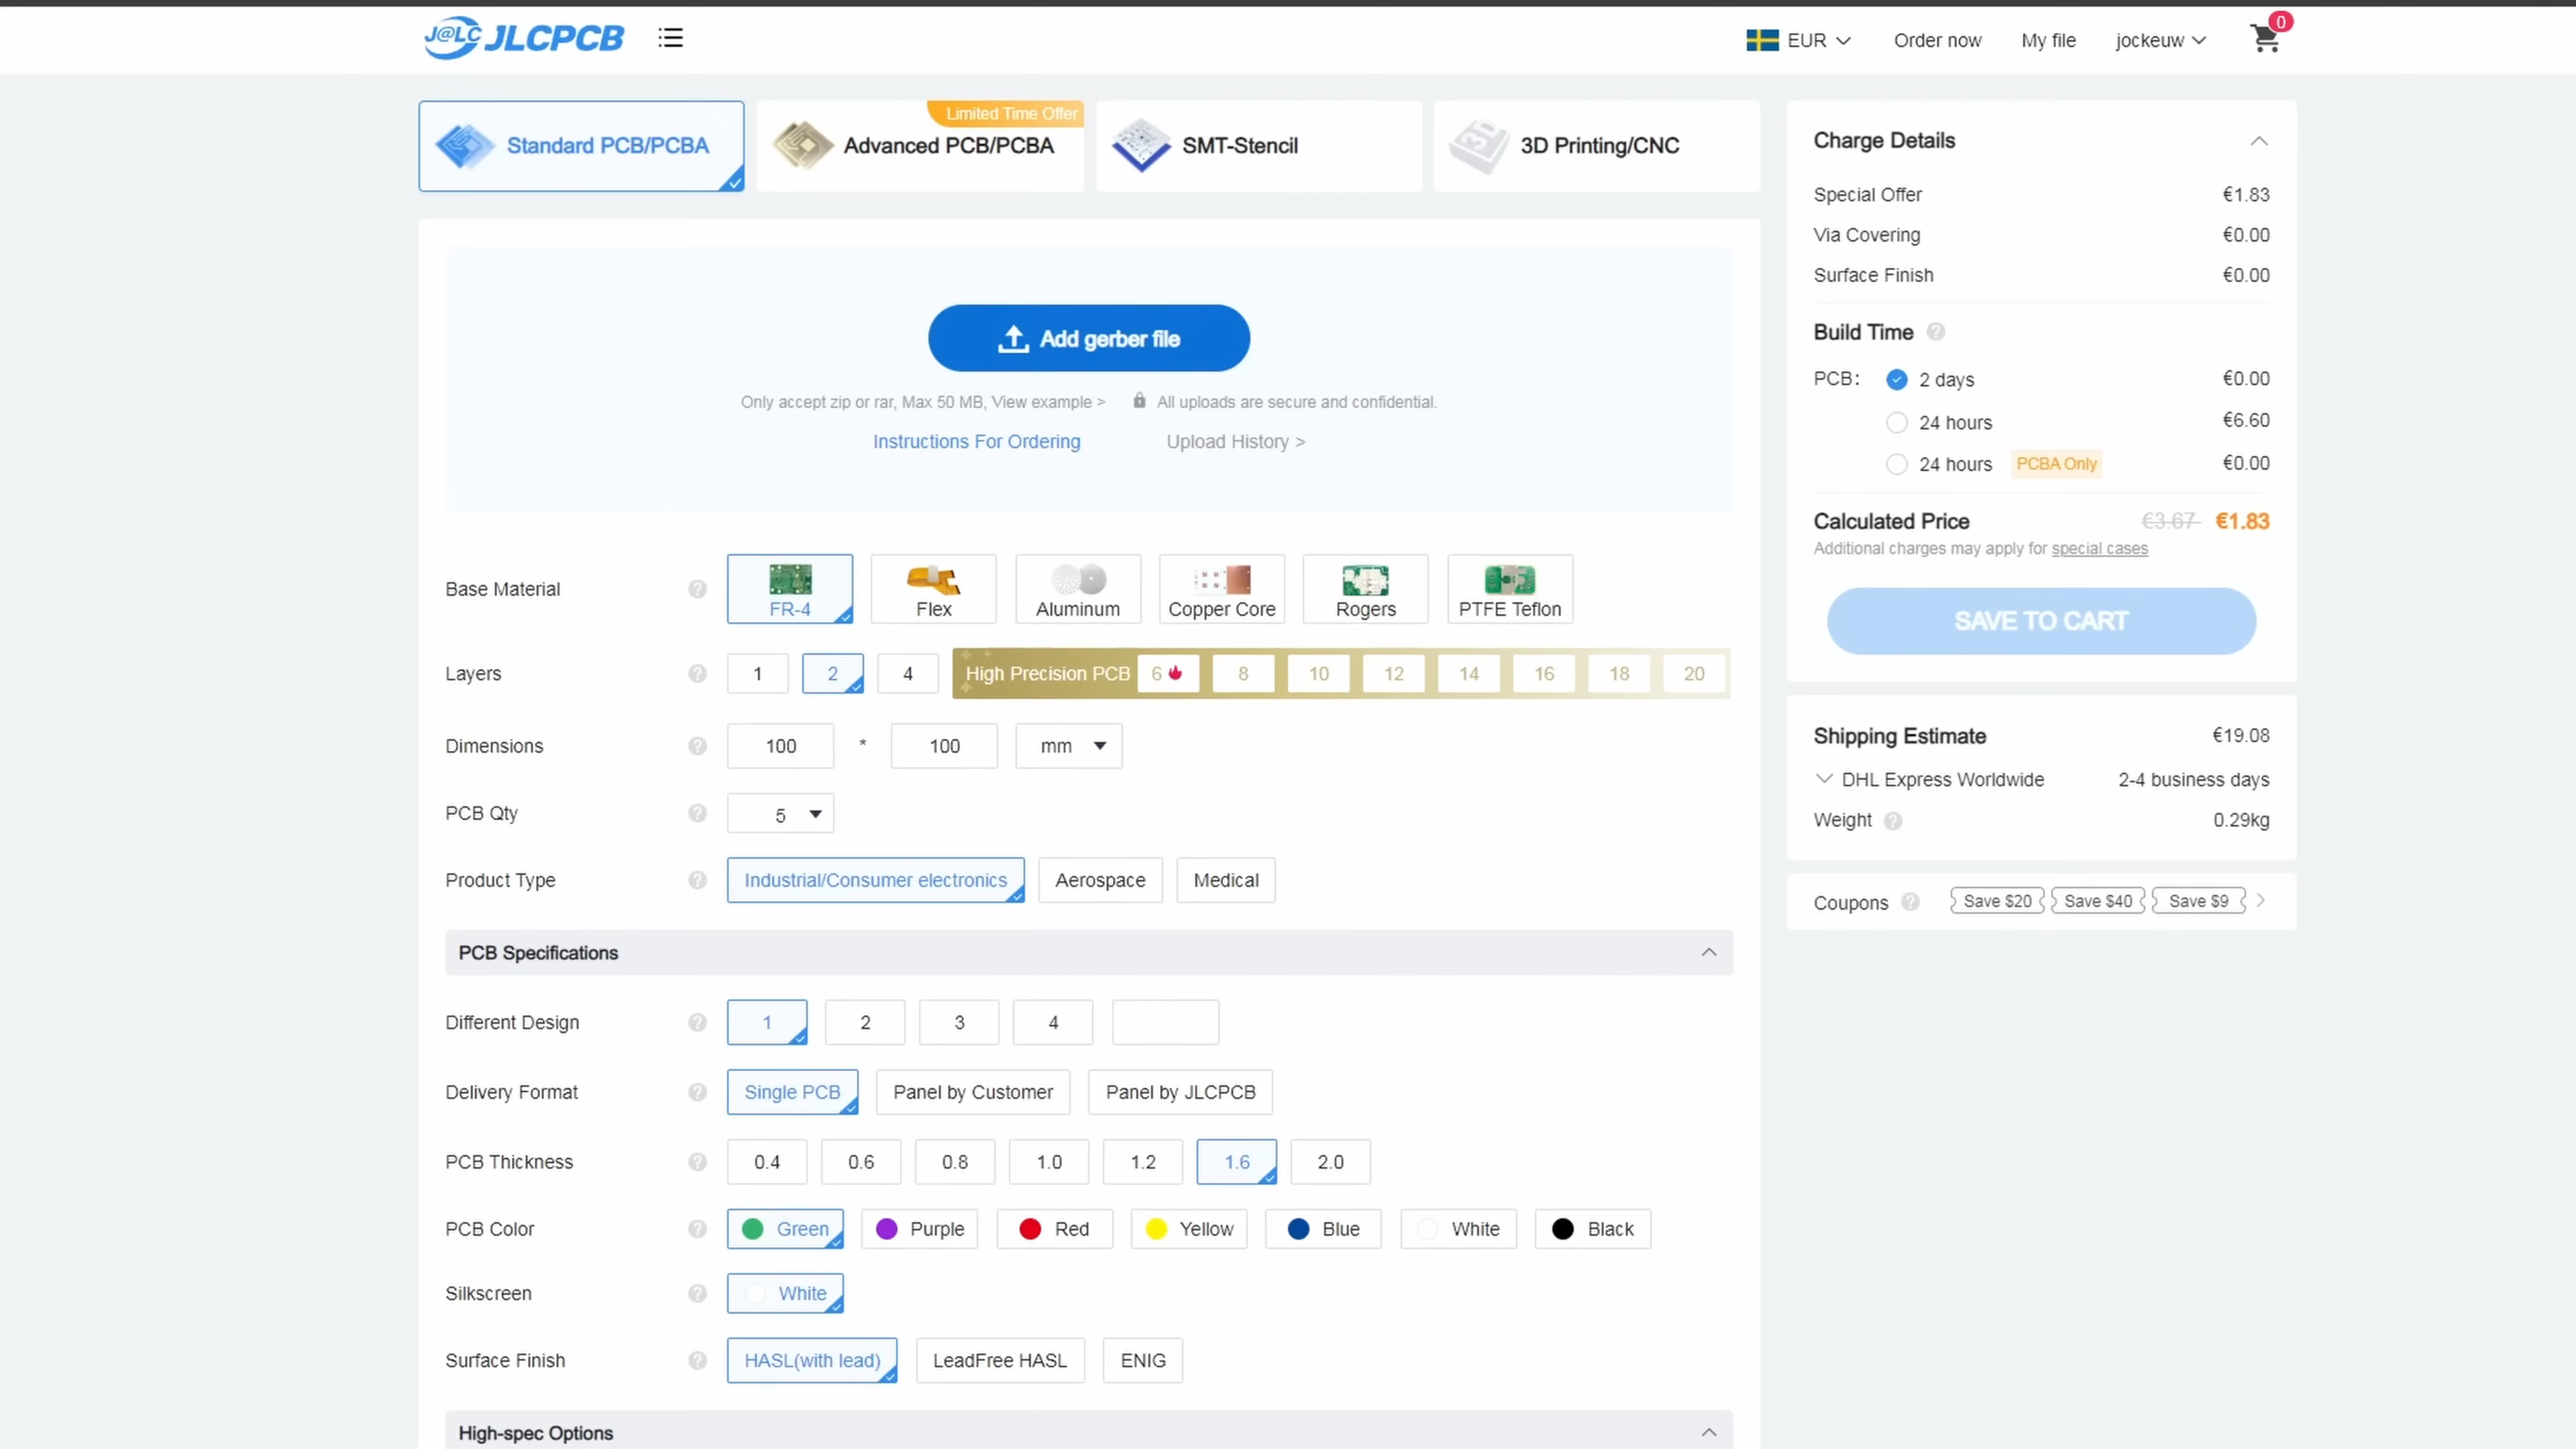 J@LC JLCPCB
EUR
Order now
My file
jockeuw
0
Standard PCB/PCBA
Limited Time Offer
Advanced PCB/PCBA
SMT-Stencil
3D
3D Printing/CNC
Add gerber file
Only accept zip or rar, Max 50 MB, View example >
All uploads are secure and confidential.
Instructions For Ordering
Upload History >
Base Material ? FR-4 Flex Aluminum Copper Core Rogers PTFE Teflon
Layers ? 1 2 4 High Precision PCB 6 8 10 12 14 16 18 20
Dimensions ? 100 * 100 mm
PCB Qty ? 5
Product Type ? Industrial/Consumer electronics Aerospace Medical
PCB Specifications
Different Design ? 1 2 3 4
Delivery Format ? Single PCB Panel by Customer Panel by JLCPCB
PCB Thickness ? 0.4 0.6 0.8 1.0 1.2 1.6 2.0
PCB Color ? Green Purple Red Yellow Blue White Black
Silkscreen ? White
Surface Finish ? HASL(with lead) LeadFree HASL ENIG
High-spec Options
Charge Details
Special Offer €1.83
Via Covering €0.00
Surface Finish €0.00
Build Time ?
PCB: 2 days €0.00
24 hours €6.60
24 hours PCBA Only €0.00
Calculated Price €3.67 €1.83
Additional charges may apply for special cases
SAVE TO CART
Shipping Estimate €19.08
DHL Express Worldwide 2-4 business days
Weight ? 0.29kg
Coupons ? Save $20 Save $40 Save $9 >